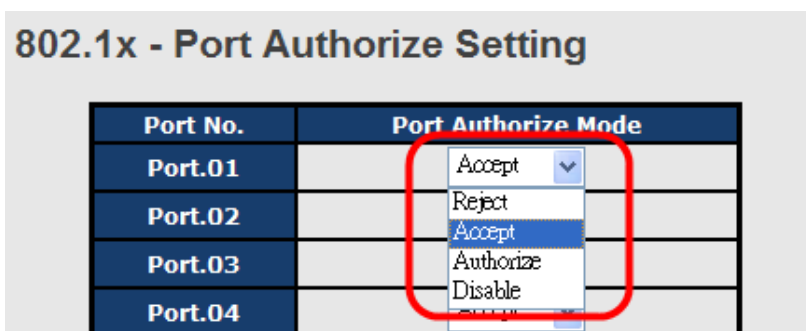 802.1x - Port Authorize Setting
Port No. Port Authorize Mode
Port.01 Accept
Reject
Port.02
Accept
Port.03 Authorize
Disable
Port.04